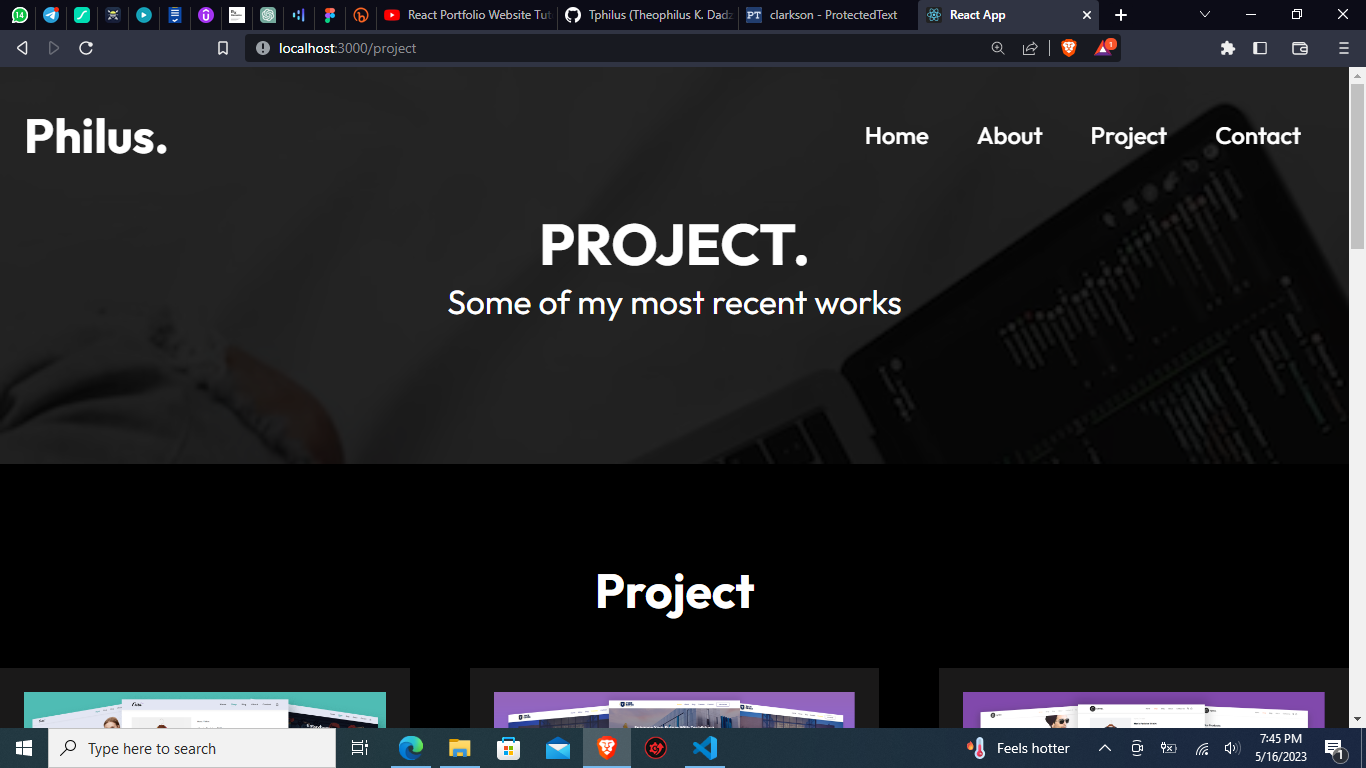 14
React Portfolio Website Tut
Tphilus (Theophilus K. Dadz
PT
clarkson - ProtectedText
React App
localhost:3000/project
1
Philus.
Home
About
Project
Contact
PROJECT.
Some of my most recent works
Project
Type here to search
Feels hotter
7:45 PM
5/16/2023
1